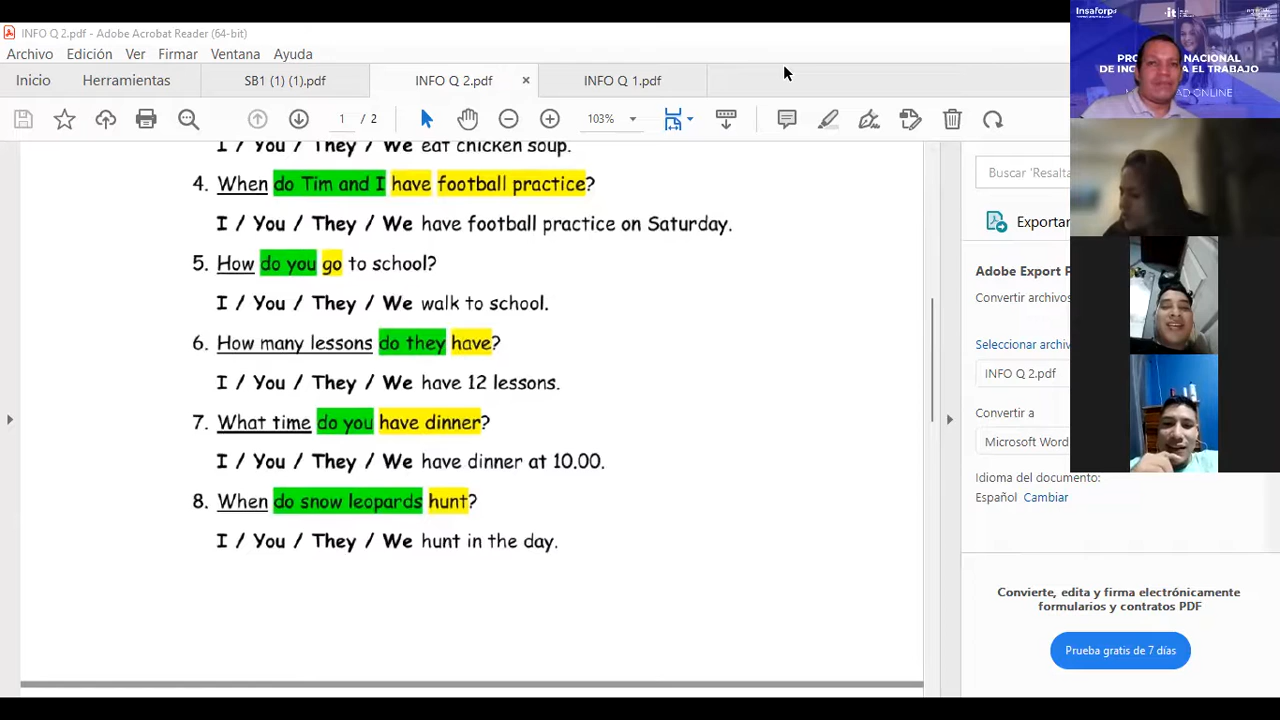 INFO Q 2.pdf - Adobe Acrobat Reader (64-bit)
Archivo Edición Ver Firmar Ventana Ayuda
Inicio Herramientas SB1 (1) (1).pdf INFO Q 2.pdf × INFO Q 1.pdf
1 / 2 103%
I / You / They / We eat chicken soup.
4. When do Tim and I have football practice?
I / You / They / We have football practice on Saturday.
5. How do you go to school?
I / You / They / We walk to school.
6. How many lessons do they have?
I / You / They / We have 12 lessons.
7. What time do you have dinner?
I / You / They / We have dinner at 10.00.
8. When do snow leopards hunt?
I / You / They / We hunt in the day.
Buscar 'Resalta
Exportar
Adobe Export P
Convertir archivos
Seleccionar archiv
INFO Q 2.pdf
Convertir a
Microsoft Word
Idioma del documento:
Español Cambiar
Convierte, edita y firma electrónicamente
formularios y contratos PDF
Prueba gratis de 7 días
Insaforp
it
NACIONAL
DE INC A EL TRABAJO
AD ONLINE